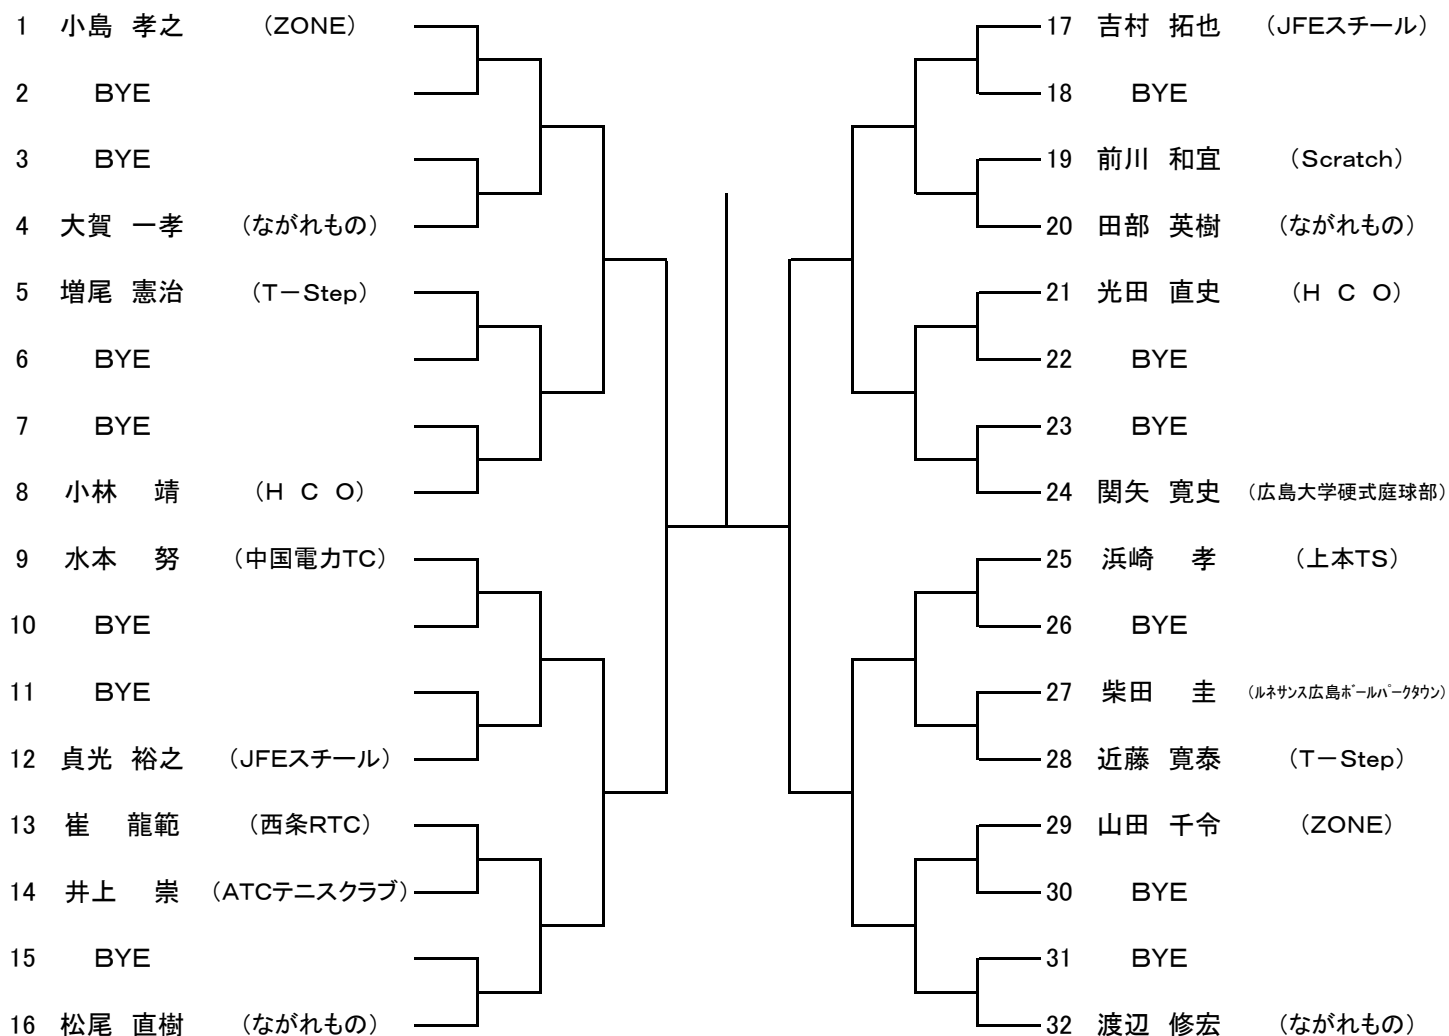 1 小島 孝之 (ZONE)
2 BYE
3 BYE
4 大賀 一孝 (ながれもの)
5 増尾 憲治 (T-Step)
6 BYE
7 BYE
8 小林 靖 (H C O)
9 水本 努 (中国電力TC)
10 BYE
11 BYE
12 貞光 裕之 (JFEスチール)
13 崔 龍範 (西条RTC)
14 井上 崇 (ATCテニスクラブ)
15 BYE
16 松尾 直樹 (ながれもの)
17 吉村 拓也 (JFEスチール)
18 BYE
19 前川 和宜 (Scratch)
20 田部 英樹 (ながれもの)
21 光田 直史 (H C O)
22 BYE
23 BYE
24 関矢 寛史 (広島大学硬式庭球部)
25 浜崎 孝 (上本TS)
26 BYE
27 柴田 圭 (ルネサンス広島ボールパークタウン)
28 近藤 寛泰 (T-Step)
29 山田 千令 (ZONE)
30 BYE
31 BYE
32 渡辺 修宏 (ながれもの)